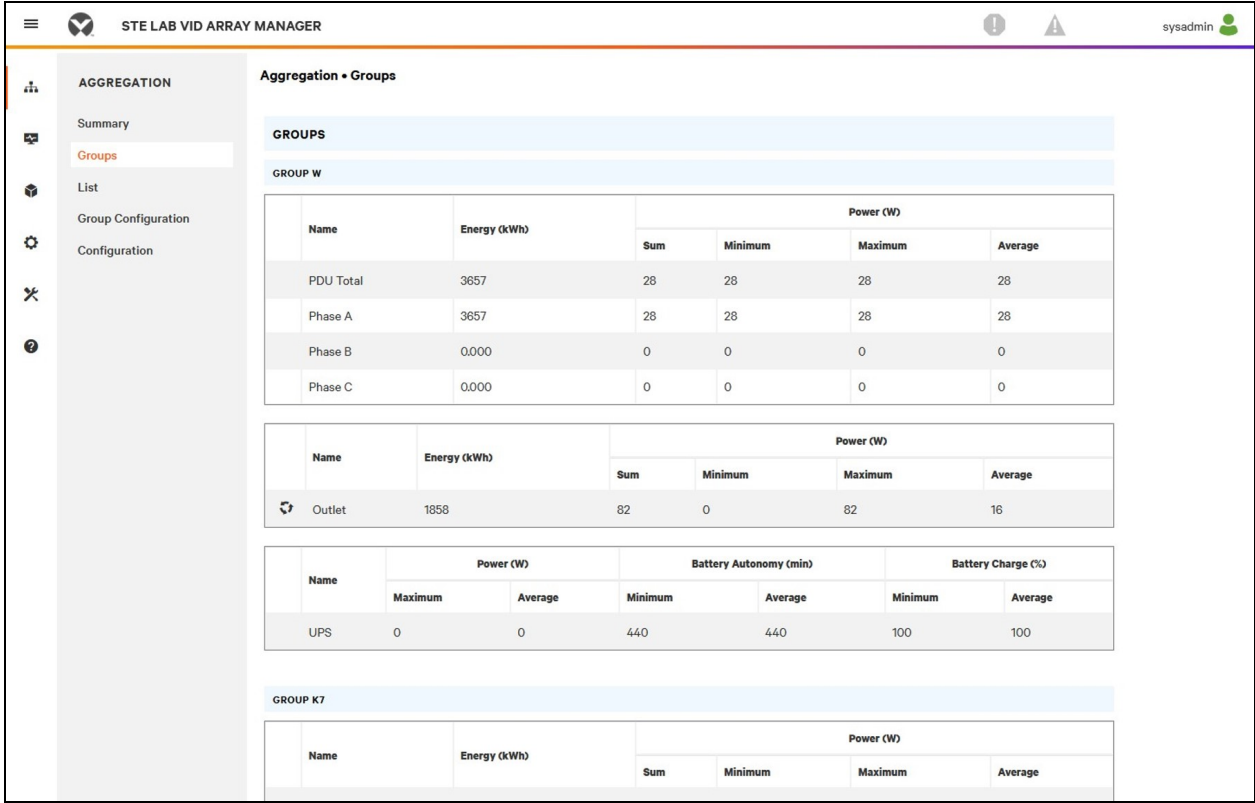 STE LAB VID ARRAY MANAGER
sysadmin
AGGREGATION
Summary
Groups
List
Group Configuration
Configuration
Aggregation • Groups
GROUPS
GROUP W
Name Energy (kWh) Power (W)
Sum Minimum Maximum Average
PDU Total 3657 28 28 28 28
Phase A 3657 28 28 28 28
Phase B 0.000 0 0 0 0
Phase C 0.000 0 0 0 0
Name Energy (kWh) Power (W)
Sum Minimum Maximum Average
Outlet 1858 82 0 82 16
Name Power (W) Battery Autonomy (min) Battery Charge (%)
Maximum Average Minimum Average Minimum Average
UPS 0 0 440 440 100 100
GROUP K7
Name Energy (kWh) Power (W)
Sum Minimum Maximum Average